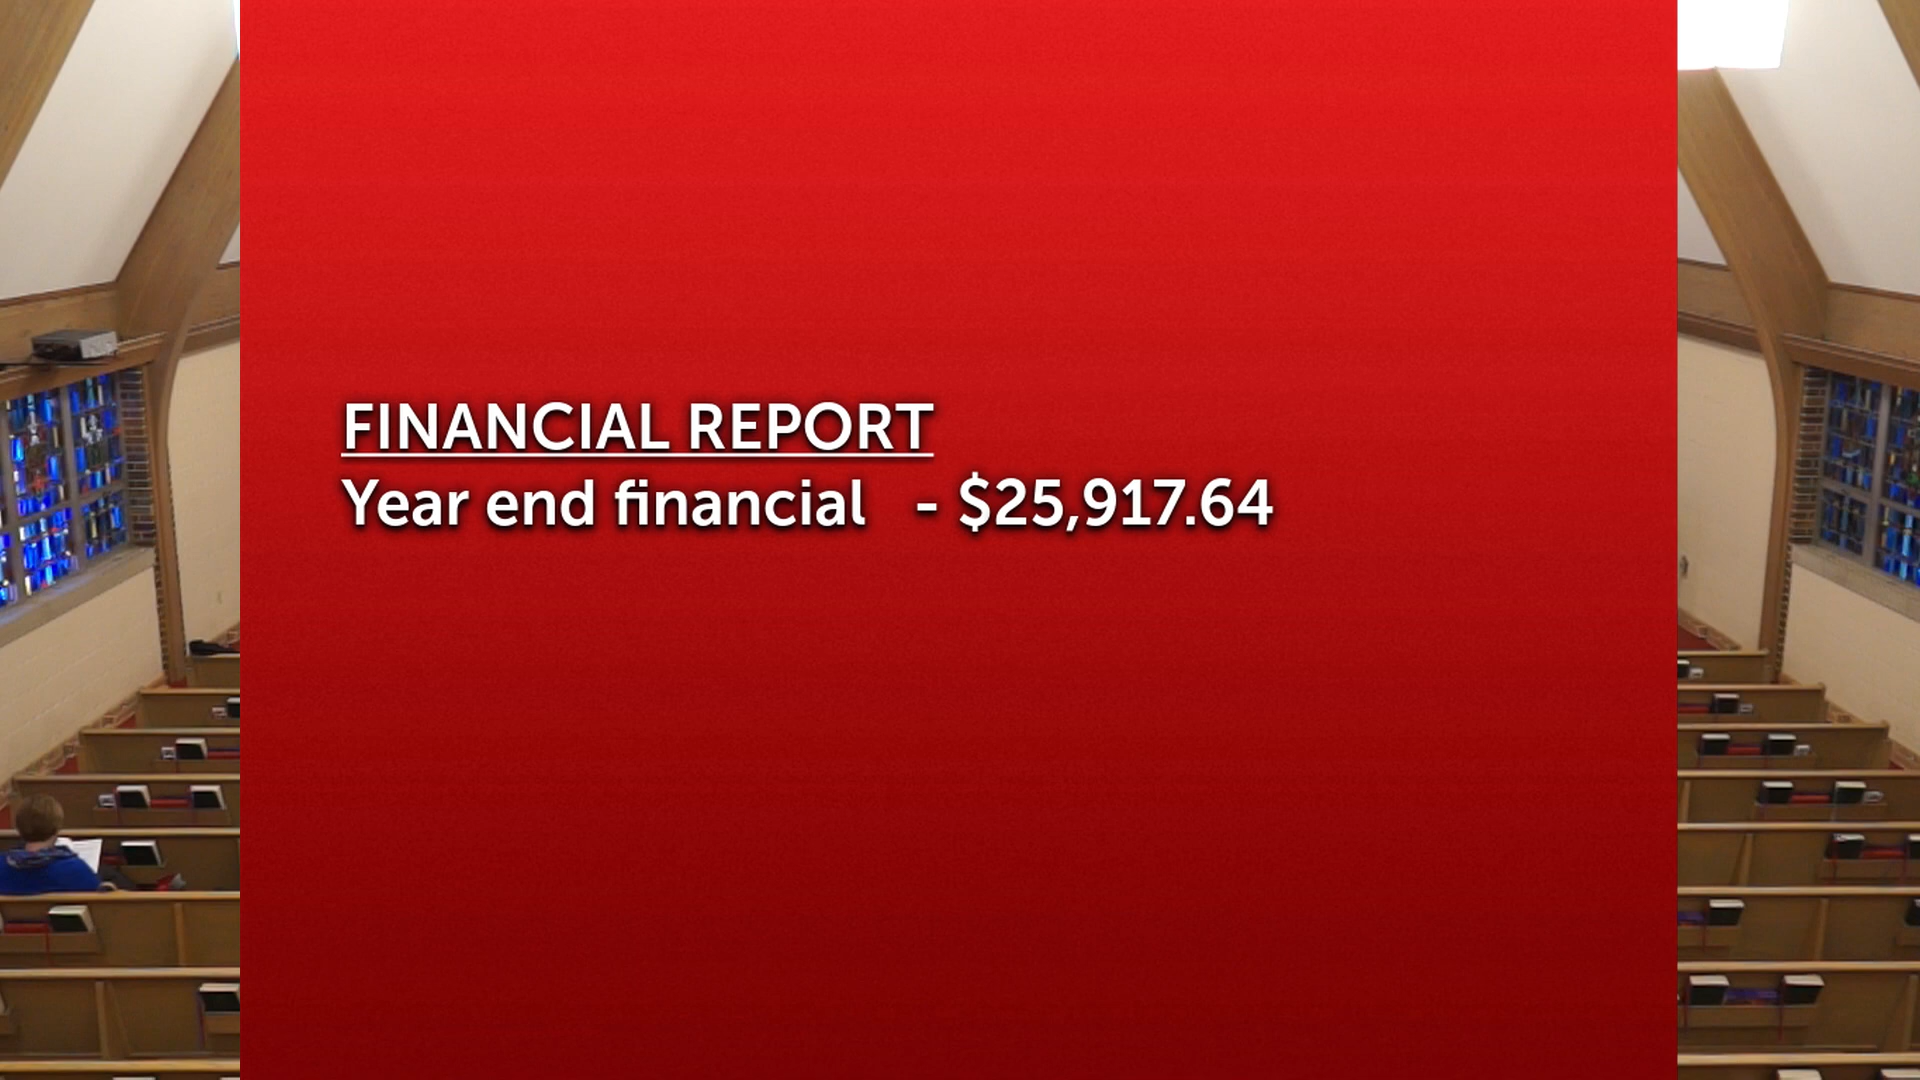 FINANCIAL REPORT
Year end financial - $25,917.64